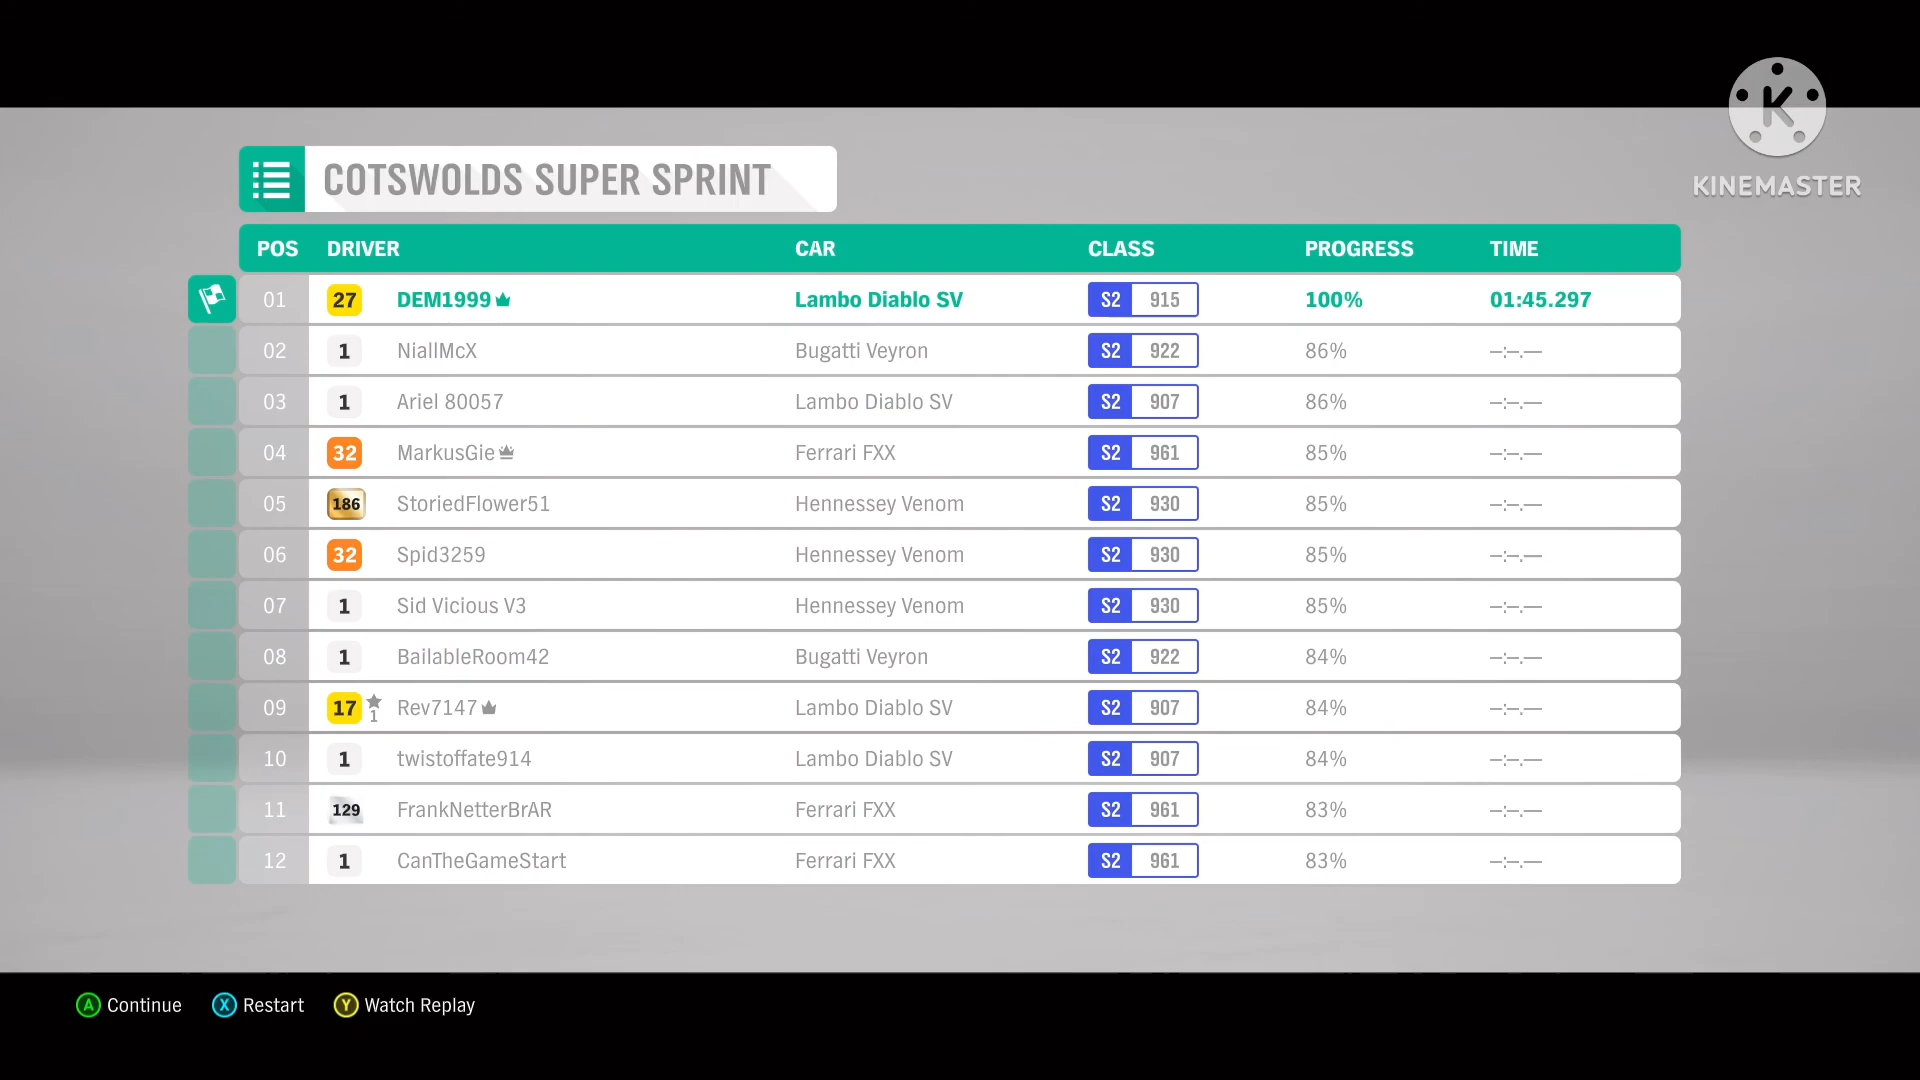 K
KINEMASTER
COTSWOLDS SUPER SPRINT
POS DRIVER CAR CLASS PROGRESS TIME
01 27 DEM1999 Lambo Diablo SV S2 915 100% 01:45.297
02 1 NiallMcX Bugatti Veyron S2 922 86% --:--.---
03 1 Ariel 80057 Lambo Diablo SV S2 907 86% --:--.---
04 32 MarkusGie Ferrari FXX S2 961 85% --:--.---
05 186 StoriedFlower51 Hennessey Venom S2 930 85% --:--.---
06 32 Spid3259 Hennessey Venom S2 930 85% --:--.---
07 1 Sid Vicious V3 Hennessey Venom S2 930 85% --:--.---
08 1 BailableRoom42 Bugatti Veyron S2 922 84% --:--.---
09 17 1 Rev7147 Lambo Diablo SV S2 907 84% --:--.---
10 1 twistoffate914 Lambo Diablo SV S2 907 84% --:--.---
11 129 FrankNetterBrAR Ferrari FXX S2 961 83% --:--.---
12 1 CanTheGameStart Ferrari FXX S2 961 83% --:--.---
A Continue X Restart Y Watch Replay